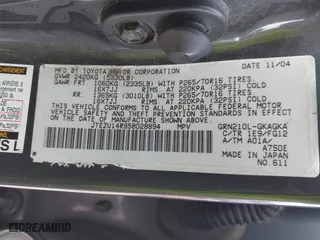 MFD. BY TOYOTA MOTOR CORPORATION 11/04
GVWR 2420KG (5330LB)
GAWR FRT. 1060KG (2335LB) WITH P265/70R16 TIRES.
16X7JJ RIMS. AT 220KPA (32PSI) COLD
RR. 1365KG (3010LB) WITH P265/70R16 TIRES.
16X7JJ RIMS. AT 220KPA (32PSI) COLD
THIS VEHICLE CONFORMS TO ALL APPLICABLE FEDERAL MOTOR
VEHICLE SAFETY AND THEFT PREVENTION STANDARDS IN EFFECT
ON THE DATE OF MANUFACTURE SHOWN ABOVE.
JTEZU14R958028894 MPV GRN210L-GKAGKA
C/TR 1E9/FG12
A/TM A01A/
A750E
MADE IN JAPAN
NO.611
A FROID
SL